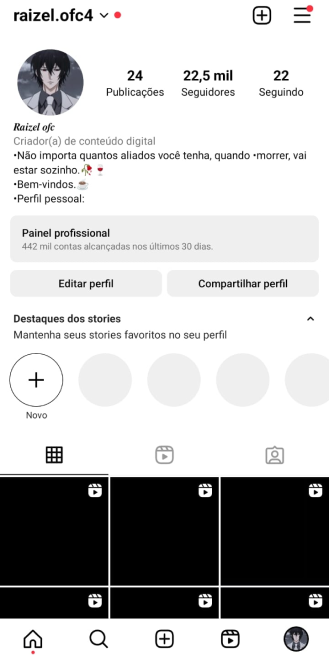 raizel.ofc4
24
22,5 mil
22
Publicações
Seguidores
Seguindo
Raizel ofc
Criador(a) de conteúdo digital
•Não importa quantos aliados você tenha, quando •morrer, vai
estar sozinho.🥀🍷
•Bem-vindos.☕
•Perfil pessoal:
Painel profissional
442 mil contas alcançadas nos últimos 30 dias.
Editar perfil
Compartilhar perfil
Destaques dos stories
Mantenha seus stories favoritos no seu perfil
Novo